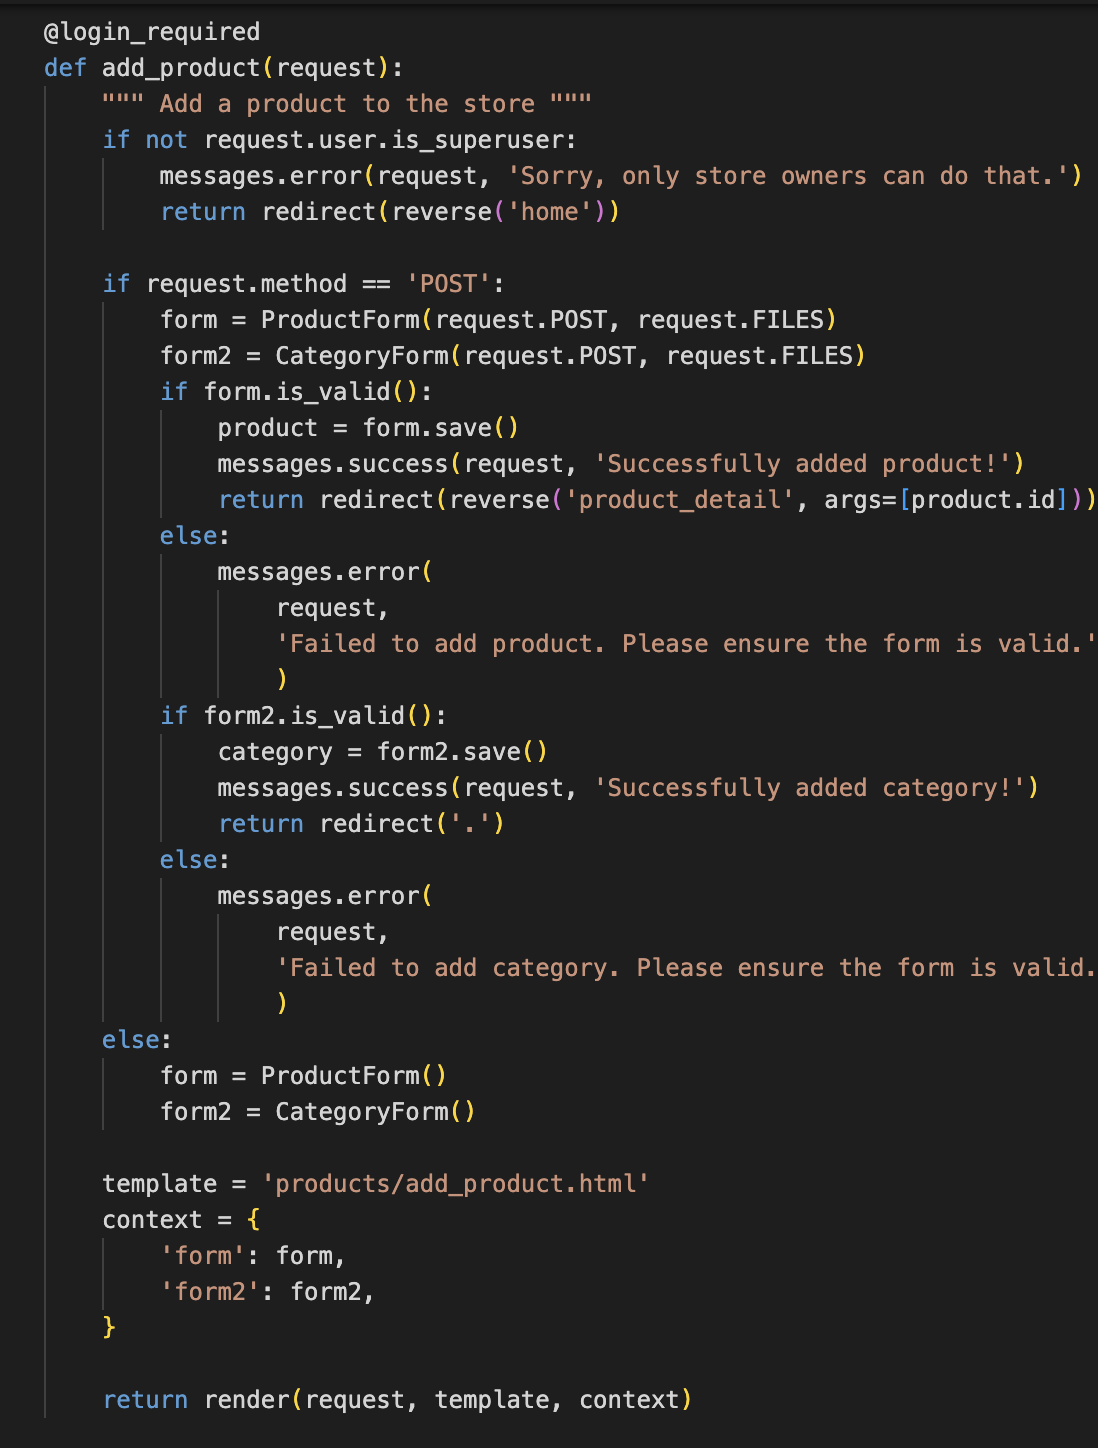 @login_required
def add_product(request):
    """ Add a product to the store """
    if not request.user.is_superuser:
        messages.error(request, 'Sorry, only store owners can do that.')
        return redirect(reverse('home'))

    if request.method == 'POST':
        form = ProductForm(request.POST, request.FILES)
        form2 = CategoryForm(request.POST, request.FILES)
        if form.is_valid():
            product = form.save()
            messages.success(request, 'Successfully added product!')
            return redirect(reverse('product_detail', args=[product.id]))
        else:
            messages.error(
                request,
                'Failed to add product. Please ensure the form is valid.'
                )
        if form2.is_valid():
            category = form2.save()
            messages.success(request, 'Successfully added category!')
            return redirect('.')
        else:
            messages.error(
                request,
                'Failed to add category. Please ensure the form is valid.
                )
    else:
        form = ProductForm()
        form2 = CategoryForm()

    template = 'products/add_product.html'
    context = {
        'form': form,
        'form2': form2,
    }

    return render(request, template, context)